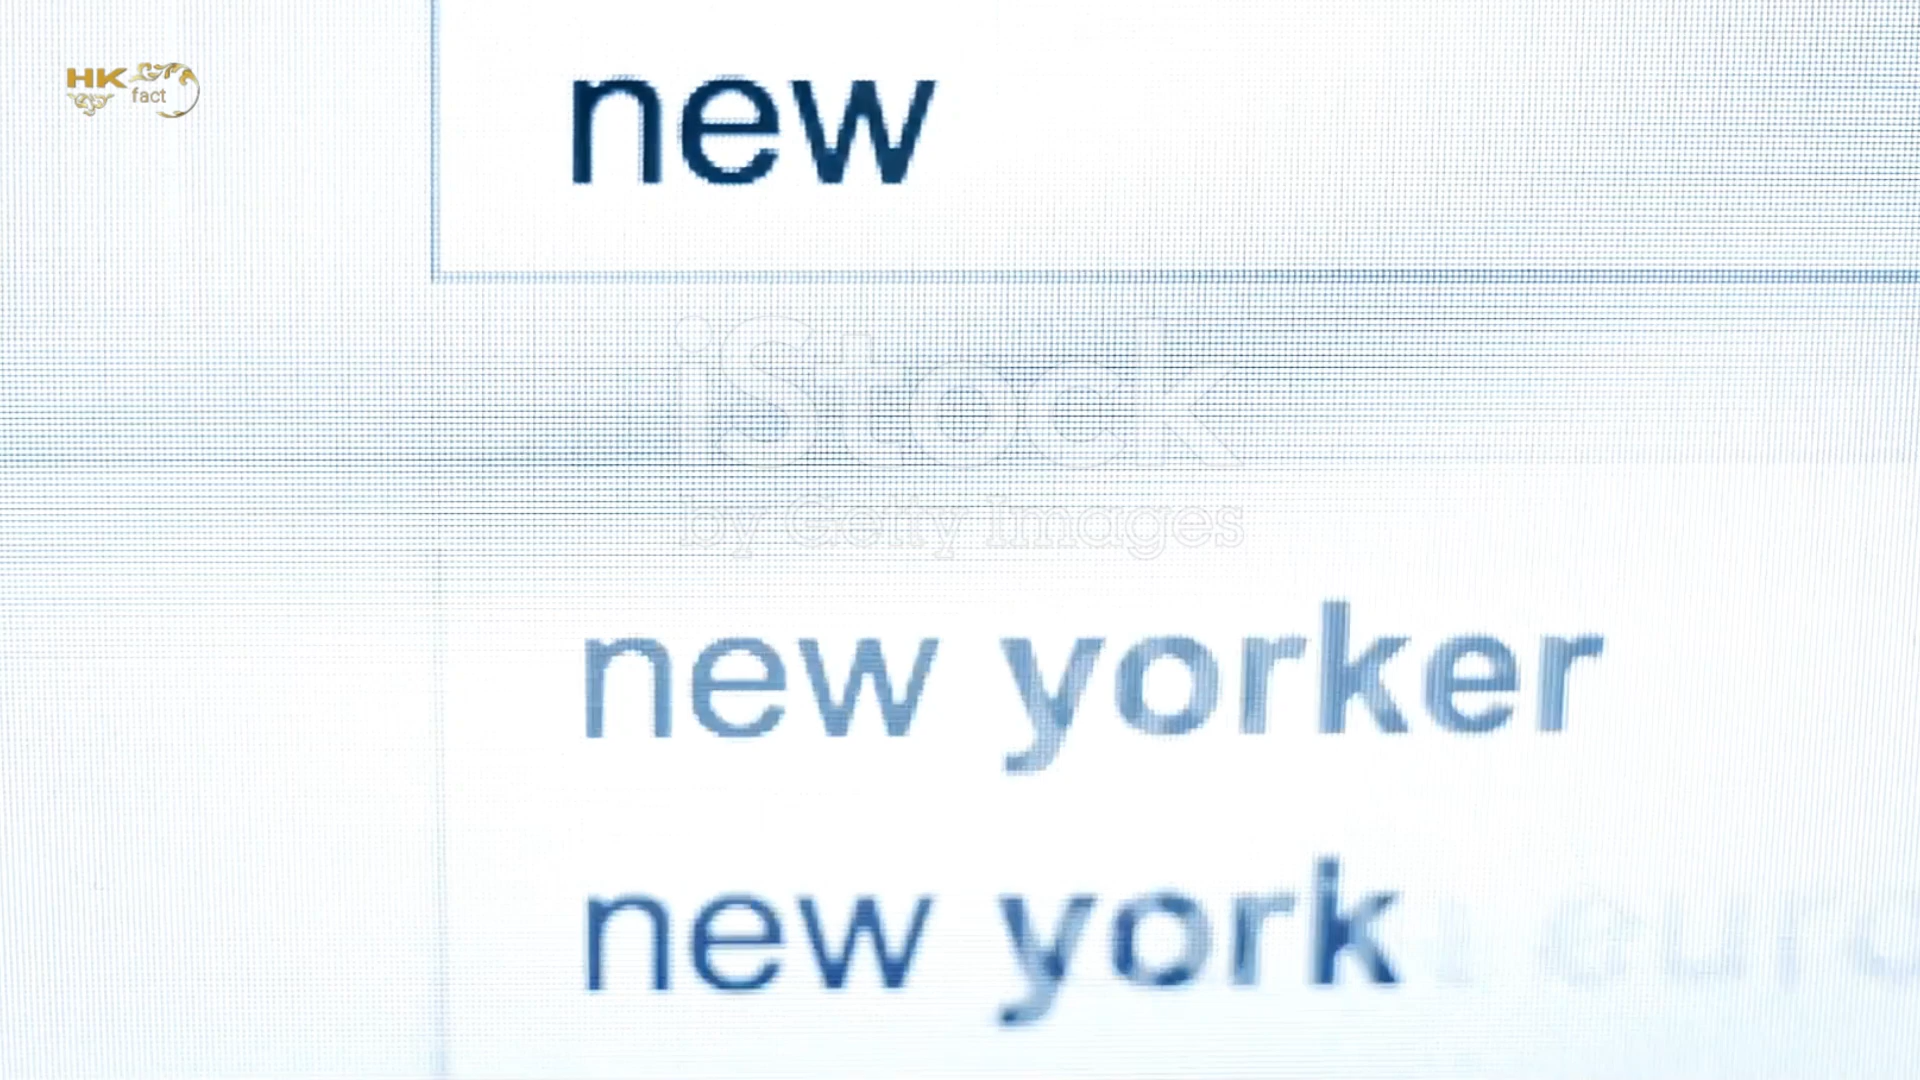 HK
fact
new
iStock
by Getty Images
new yorker
new york